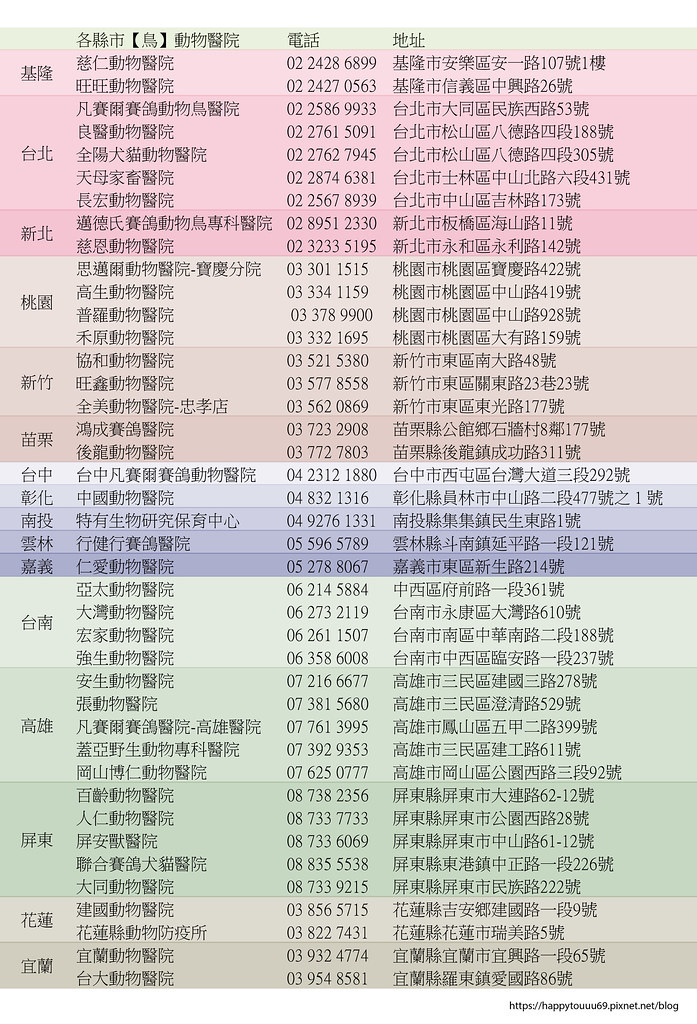 各縣市【鳥】動物醫院 電話 地址
基隆
慈仁動物醫院 02 2428 6899 基隆市安樂區安一路107號1樓
旺旺動物醫院 02 2427 0563 基隆市信義區中興路26號
台北
凡賽爾賽鴿動物鳥醫院 02 2586 9933 台北市大同區民族西路53號
良醫動物醫院 02 2761 5091 台北市松山區八德路四段188號
全陽犬貓動物醫院 02 2762 7945 台北市松山區八德路四段305號
天母家畜醫院 02 2874 6381 台北市士林區中山北路六段431號
長宏動物醫院 02 2567 8939 台北市中山區吉林路173號
新北
邁德氏賽鴿動物鳥專科醫院 02 8951 2330 新北市板橋區海山路11號
慈恩動物醫院 02 3233 5195 新北市永和區永利路142號
桃園
思邁爾動物醫院-寶慶分院 03 301 1515 桃園市桃園區寶慶路422號
高生動物醫院 03 334 1159 桃園市桃園區中山路419號
普羅動物醫院 03 378 9900 桃園市桃園區中山路928號
禾原動物醫院 03 332 1695 桃園市桃園區大有路159號
新竹
協和動物醫院 03 521 5380 新竹市東區南大路48號
旺鑫動物醫院 03 577 8558 新竹市東區關東路23巷23號
全美動物醫院-忠孝店 03 562 0869 新竹市東區東光路177號
苗栗
鴻成賽鴿醫院 03 723 2908 苗栗縣公館鄉石牆村8鄰177號
後龍動物醫院 03 772 7803 苗栗縣後龍鎮成功路311號
台中 台中凡賽爾賽鴿動物醫院 04 2312 1880 台中市西屯區台灣大道三段292號
彰化 中國動物醫院 04 832 1316 彰化縣員林市中山路二段477號之 1 號
南投 特有生物研究保育中心 04 9276 1331 南投縣集集鎮民生東路1號
雲林 行健行賽鴿醫院 05 596 5789 雲林縣斗南鎮延平路一段121號
嘉義 仁愛動物醫院 05 278 8067 嘉義市東區新生路214號
台南
亞太動物醫院 06 214 5884 中西區府前路一段361號
大灣動物醫院 06 273 2119 台南市永康區大灣路610號
宏家動物醫院 06 261 1507 台南市南區中華南路二段188號
強生動物醫院 06 358 6008 台南市中西區臨安路一段237號
高雄
安生動物醫院 07 216 6677 高雄市三民區建國三路278號
張動物醫院 07 381 5680 高雄市三民區澄清路529號
凡賽爾賽鴿醫院-高雄醫院 07 761 3995 高雄市鳳山區五甲二路399號
蓋亞野生動物專科醫院 07 392 9353 高雄市三民區建工路611號
岡山博仁動物醫院 07 625 0777 高雄市岡山區公園西路三段92號
屏東
百齡動物醫院 08 738 2356 屏東縣屏東市大連路62-12號
人仁動物醫院 08 733 7733 屏東縣屏東市公園西路28號
屏安獸醫院 08 733 6069 屏東縣屏東市中山路61-12號
聯合賽鴿犬貓醫院 08 835 5538 屏東縣東港鎮中正路一段226號
大同動物醫院 08 733 9215 屏東縣屏東市民族路222號
花蓮
建國動物醫院 03 856 5715 花蓮縣吉安鄉建國路一段9號
花蓮縣動物防疫所 03 822 7431 花蓮縣花蓮市瑞美路5號
宜蘭
宜蘭動物醫院 03 932 4774 宜蘭縣宜蘭市宜興路一段65號
台大動物醫院 03 954 8581 宜蘭縣羅東鎮愛國路86號
https://happytouuu69.pixnet.net/blog